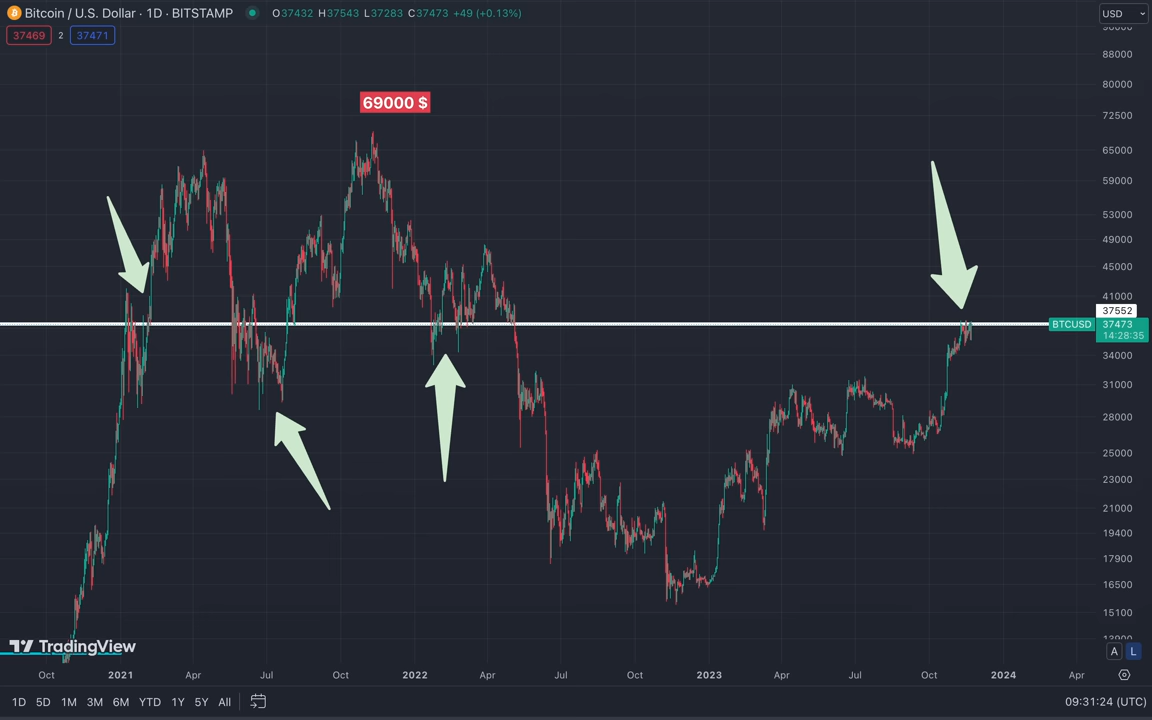 Bitcoin / U.S. Dollar · 1D · BITSTAMP O37432 H37543 L37283 C37473 +49 (+0.13%)
USD
37469 2 37471
90000
88000
80000
72500
69000 $
65000
59000
53000
49000
45000
41000
37552
BTCUSD 37473
14:28:35
34000
31000
28000
25000
23000
21000
19400
17900
16500
15100
13900
TradingView
A L
Oct 2021 Apr Jul Oct 2022 Apr Jul Oct 2023 Apr Jul Oct 2024 Apr
1D 5D 1M 3M 6M YTD 1Y 5Y All
09:31:24 (UTC)